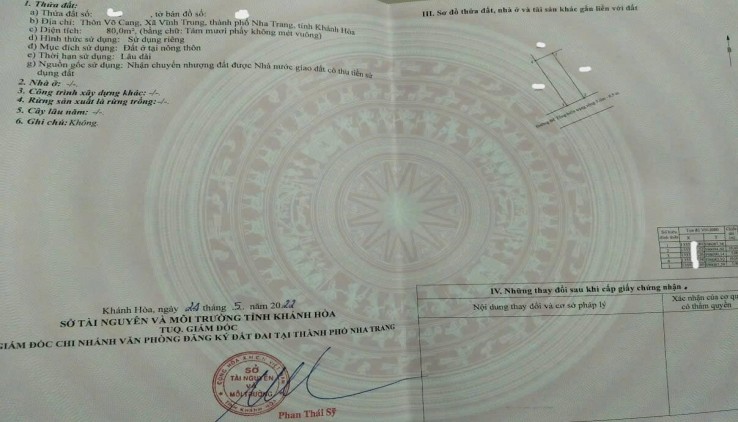 1. Thửa đất:
a) Thửa đất số: , tờ bản đồ số:
b) Địa chỉ: Thôn Võ Cang, Xã Vĩnh Trung, thành phố Nha Trang, tỉnh Khánh Hòa
c) Diện tích: 80,0m², (bằng chữ: Tám mươi phẩy không mét vuông)
d) Hình thức sử dụng: Sử dụng riêng
đ) Mục đích sử dụng: Đất ở tại nông thôn
e) Thời hạn sử dụng: Lâu dài
g) Nguồn gốc sử dụng: Nhận chuyển nhượng đất được Nhà nước giao đất có thu tiền sử
dụng đất
2. Nhà ở: -/-.
3. Công trình xây dựng khác: -/-.
4. Rừng sản xuất là rừng trồng: -/-.
5. Cây lâu năm: -/-.
6. Ghi chú: Không.
Khánh Hòa, ngày 24 tháng 5 năm 2022
SỞ TÀI NGUYÊN VÀ MÔI TRƯỜNG TỈNH KHÁNH HÒA
TUQ. GIÁM ĐỐC
GIÁM ĐỐC CHI NHÁNH VĂN PHÒNG ĐĂNG KÝ ĐẤT ĐAI TẠI THÀNH PHỐ NHA TRANG
SỞ
TÀI NGUYÊN
VÀ
MÔI TRƯỜNG
Phan Thái Sỹ
III. Sơ đồ thửa đất, nhà ở và tài sản khác gắn liền với đất
IV. Những thay đổi sau khi cấp giấy chứng nhận
Nội dung thay đổi và cơ sở pháp lý
Xác nhận của cơ qu
có thẩm quyền